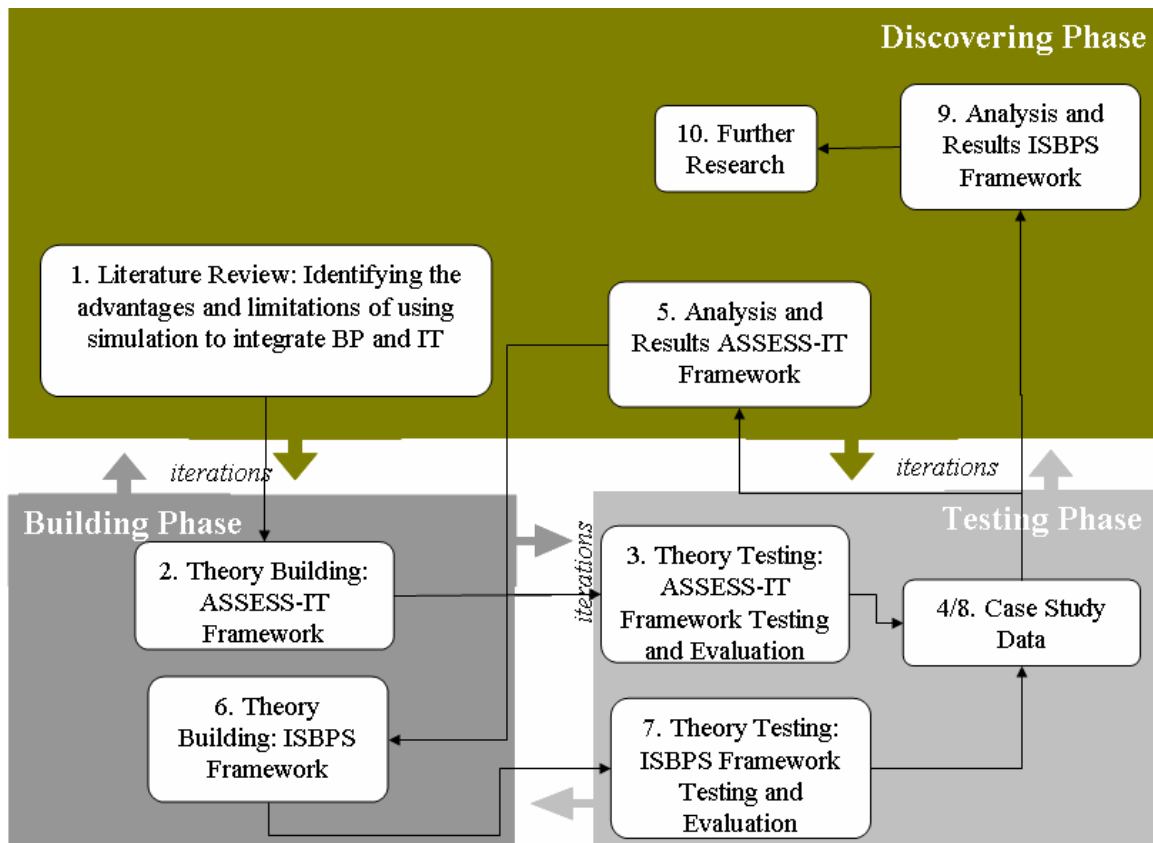 Discovering Phase
9. Analysis and
Results ISBPS
Framework
10. Further
Research
1. Literature Review: Identifying the
advantages and limitations of using
simulation to integrate BP and IT
5. Analysis and
Results ASSESS-IT
Framework
iterations
iterations
Building Phase
Testing Phase
iterations
2. Theory Building:
ASSESS-IT
Framework
3. Theory Testing:
ASSESS-IT
Framework Testing
and Evaluation
4/8. Case Study
Data
6. Theory
Building: ISBPS
Framework
7. Theory Testing:
ISBPS Framework
Testing and
Evaluation